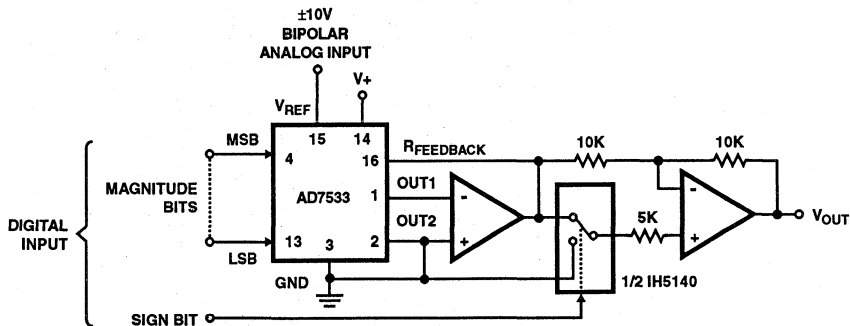 ±10V
BIPOLAR
ANALOG INPUT
V+
VREF
15
14
MSB
4
16
RFEEDBACK
10K
10K
MAGNITUDE
BITS
AD7533
1
OUT1
-
-
DIGITAL
INPUT
OUT2
2
+
5K
+
VOUT
13
3
LSB
GND
1/2 IH5140
SIGN BIT